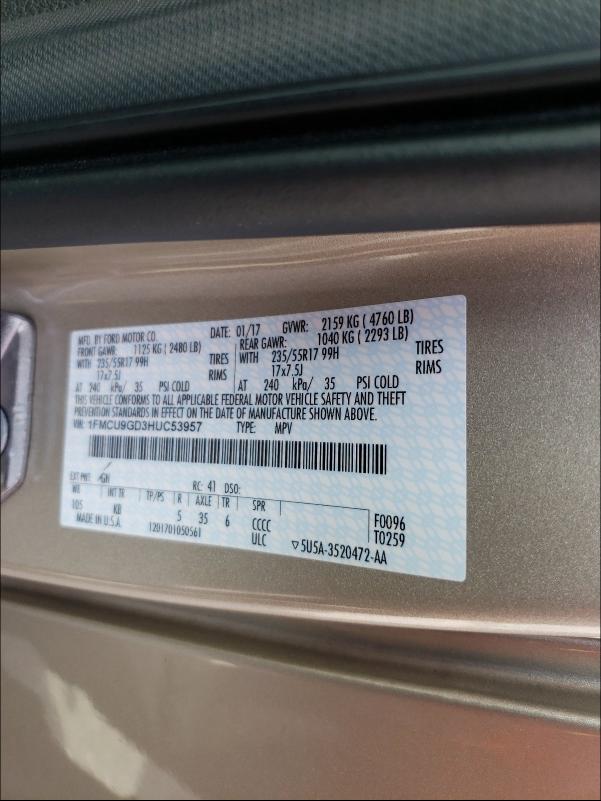 MFD. BY FORD MOTOR CO. DATE: 01/17 GVWR: 2159 KG ( 4760 LB)
FRONT GAWR: 1125 KG ( 2480 LB) REAR GAWR: 1040 KG ( 2293 LB)
WITH 235/55R17 99H TIRES WITH 235/55R17 99H TIRES
17x7.5J RIMS 17x7.5J RIMS
AT 240 kPa/ 35 PSI COLD AT 240 kPa/ 35 PSI COLD
THIS VEHICLE CONFORMS TO ALL APPLICABLE FEDERAL MOTOR VEHICLE SAFETY AND THEFT
PREVENTION STANDARDS IN EFFECT ON THE DATE OF MANUFACTURE SHOWN ABOVE.
VIN: 1FMCU9GD3HUC53957 TYPE: MPV
EXT PNT: GN RC: 41 DSO:
WB INT TR TP/PS R AXLE TR SPR
105 KB 5 35 6 CCCC F0096
MADE IN U.S.A. 1201701050561 ULC T0259
▽5U5A-3520472-AA